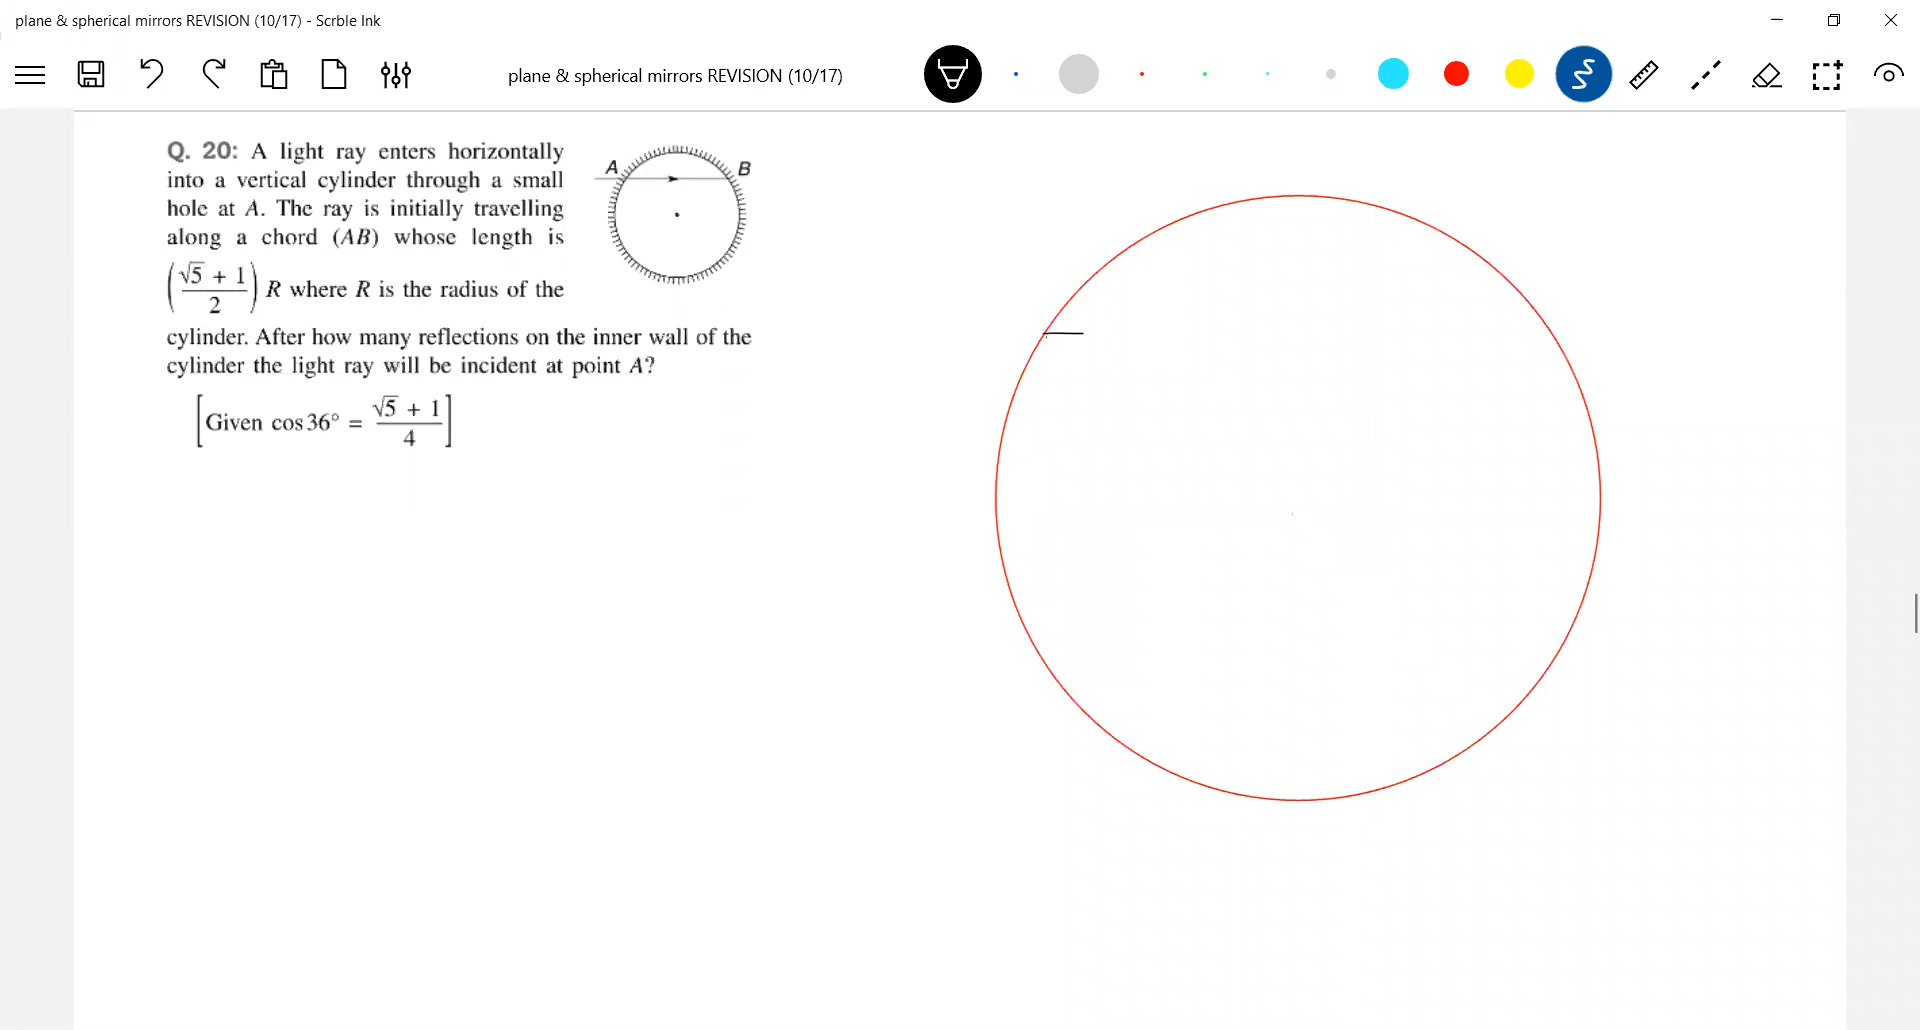 plane & spherical mirrors REVISION (10/17) - Scrble Ink
plane & spherical mirrors REVISION (10/17)
Q. 20: A light ray enters horizontally
into a vertical cylinder through a small
hole at A. The ray is initially travelling
along a chord (AB) whose length is
(√5 + 1 / 2) R where R is the radius of the
cylinder. After how many reflections on the inner wall of the
cylinder the light ray will be incident at point A?
[Given cos 36° = √5 + 1 / 4]
A
B